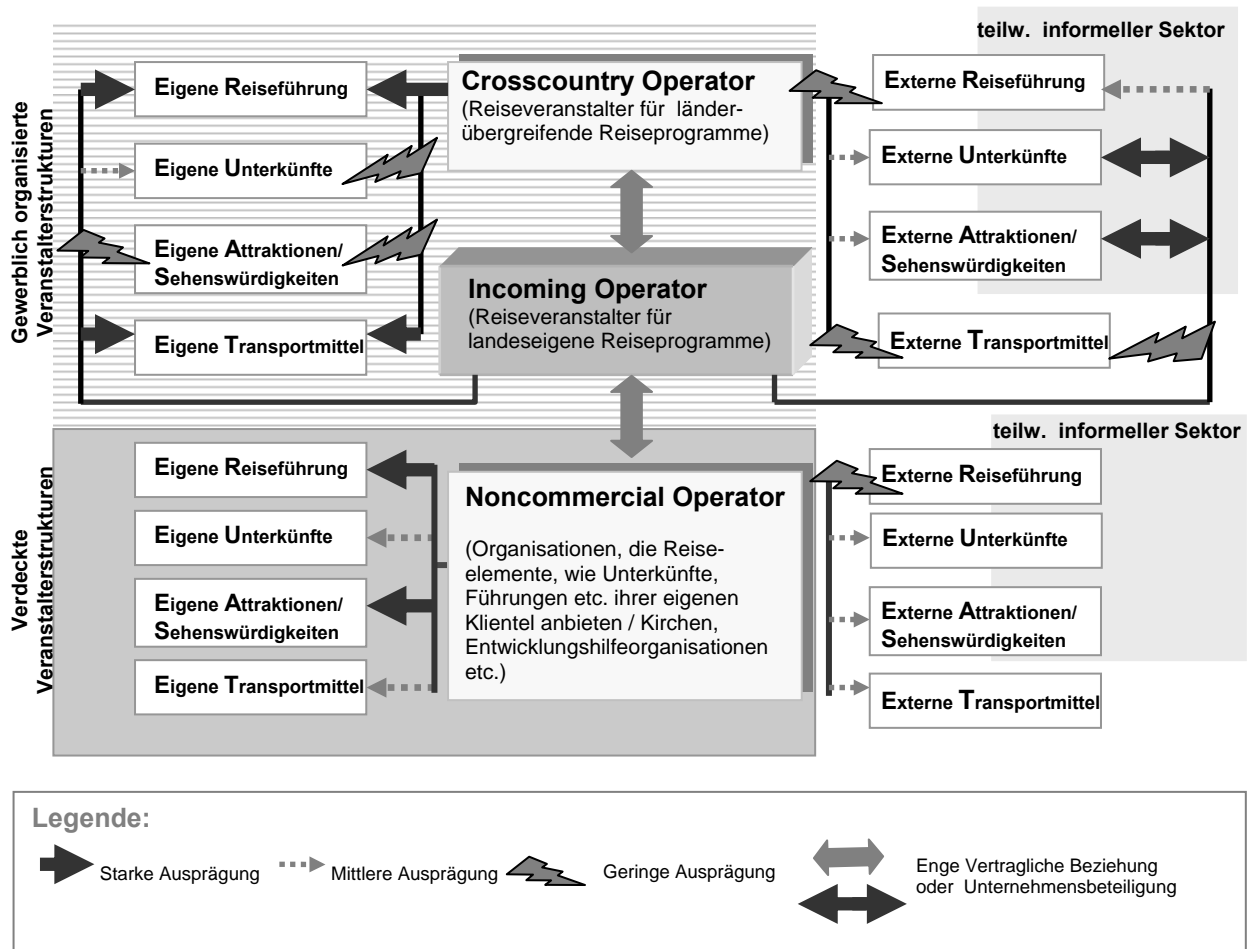 teilw. informeller Sektor
Gewerblich organisierte
Veranstalterstrukturen
Eigene Reiseführung
Eigene Unterkünfte
Eigene Attraktionen/
Sehenswürdigkeiten
Eigene Transportmittel
Crosscountry Operator
(Reiseveranstalter für länder-
übergreifende Reiseprogramme)
Incoming Operator
(Reiseveranstalter für
landeseigene Reiseprogramme)
Externe Reiseführung
Externe Unterkünfte
Externe Attraktionen/
Sehenswürdigkeiten
Externe Transportmittel
teilw. informeller Sektor
Verdeckte
Veranstalterstrukturen
Eigene Reiseführung
Eigene Unterkünfte
Eigene Attraktionen/
Sehenswürdigkeiten
Eigene Transportmittel
Noncommercial Operator
(Organisationen, die Reise-
elemente, wie Unterkünfte,
Führungen etc. ihrer eigenen
Klientel anbieten / Kirchen,
Entwicklungshilfeorganisationen
etc.)
Externe Reiseführung
Externe Unterkünfte
Externe Attraktionen/
Sehenswürdigkeiten
Externe Transportmittel
Legende:
Starke Ausprägung
Mittlere Ausprägung
Geringe Ausprägung
Enge Vertragliche Beziehung
oder Unternehmensbeteiligung